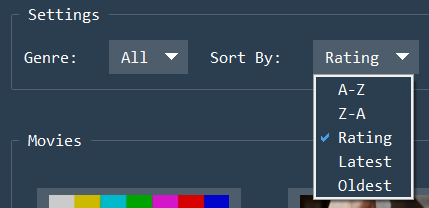 Settings
Genre: All Sort By: Rating
A-Z
Z-A
Rating
Latest
Oldest
Movies